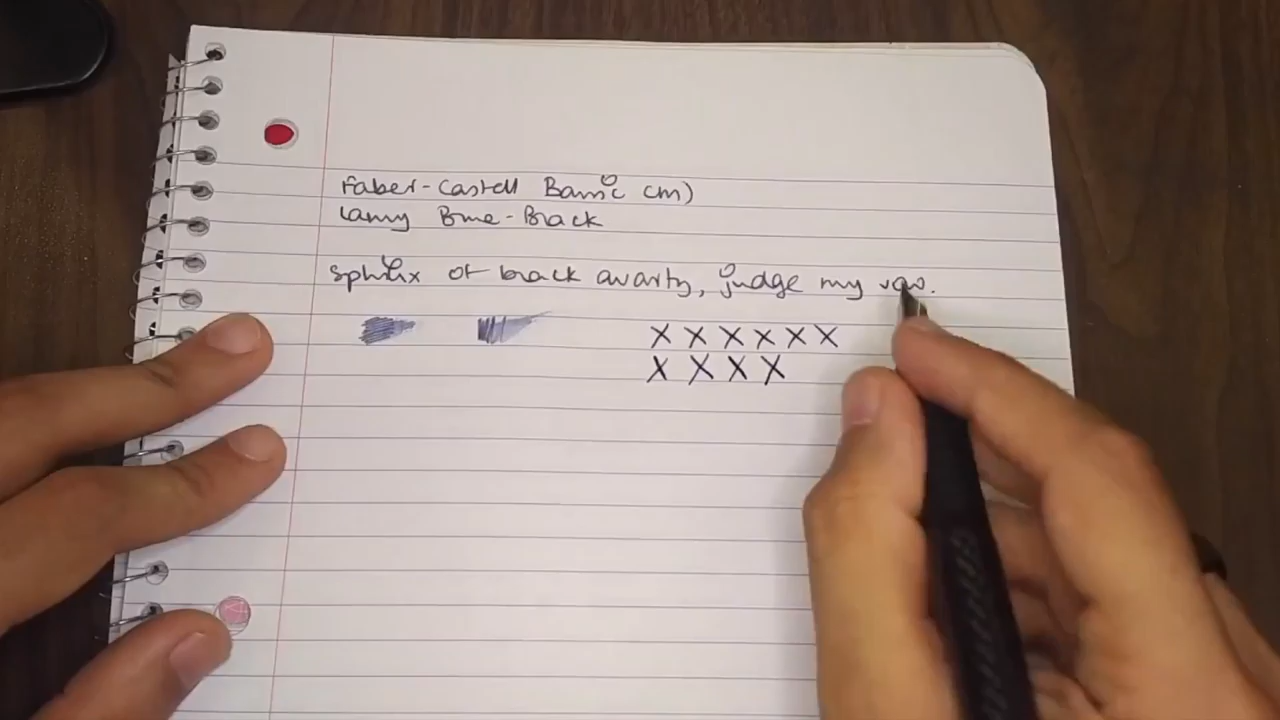 Faber-Castell Basic (M)
Lamy Blue-Black
Sphinx of black quartz, judge my vow.
X X X X X X
X X X X